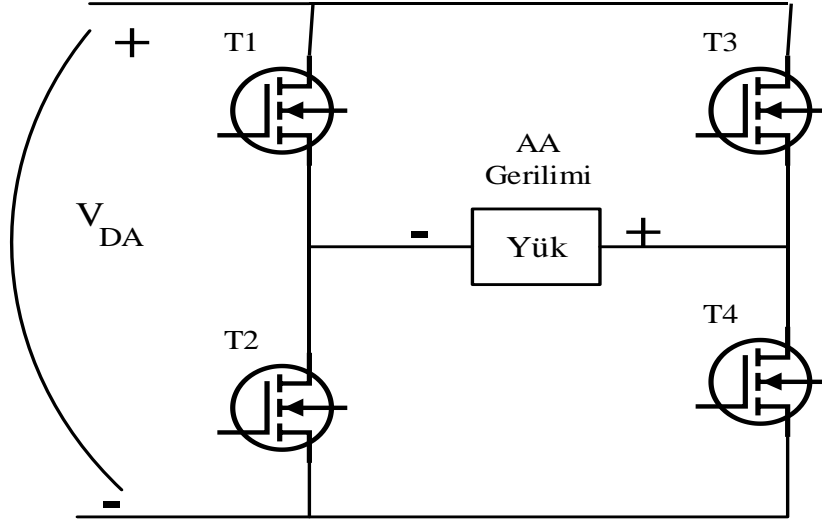 +
T1
T3
AA
Gerilimi
V DA
- Yük +
T2
T4
-